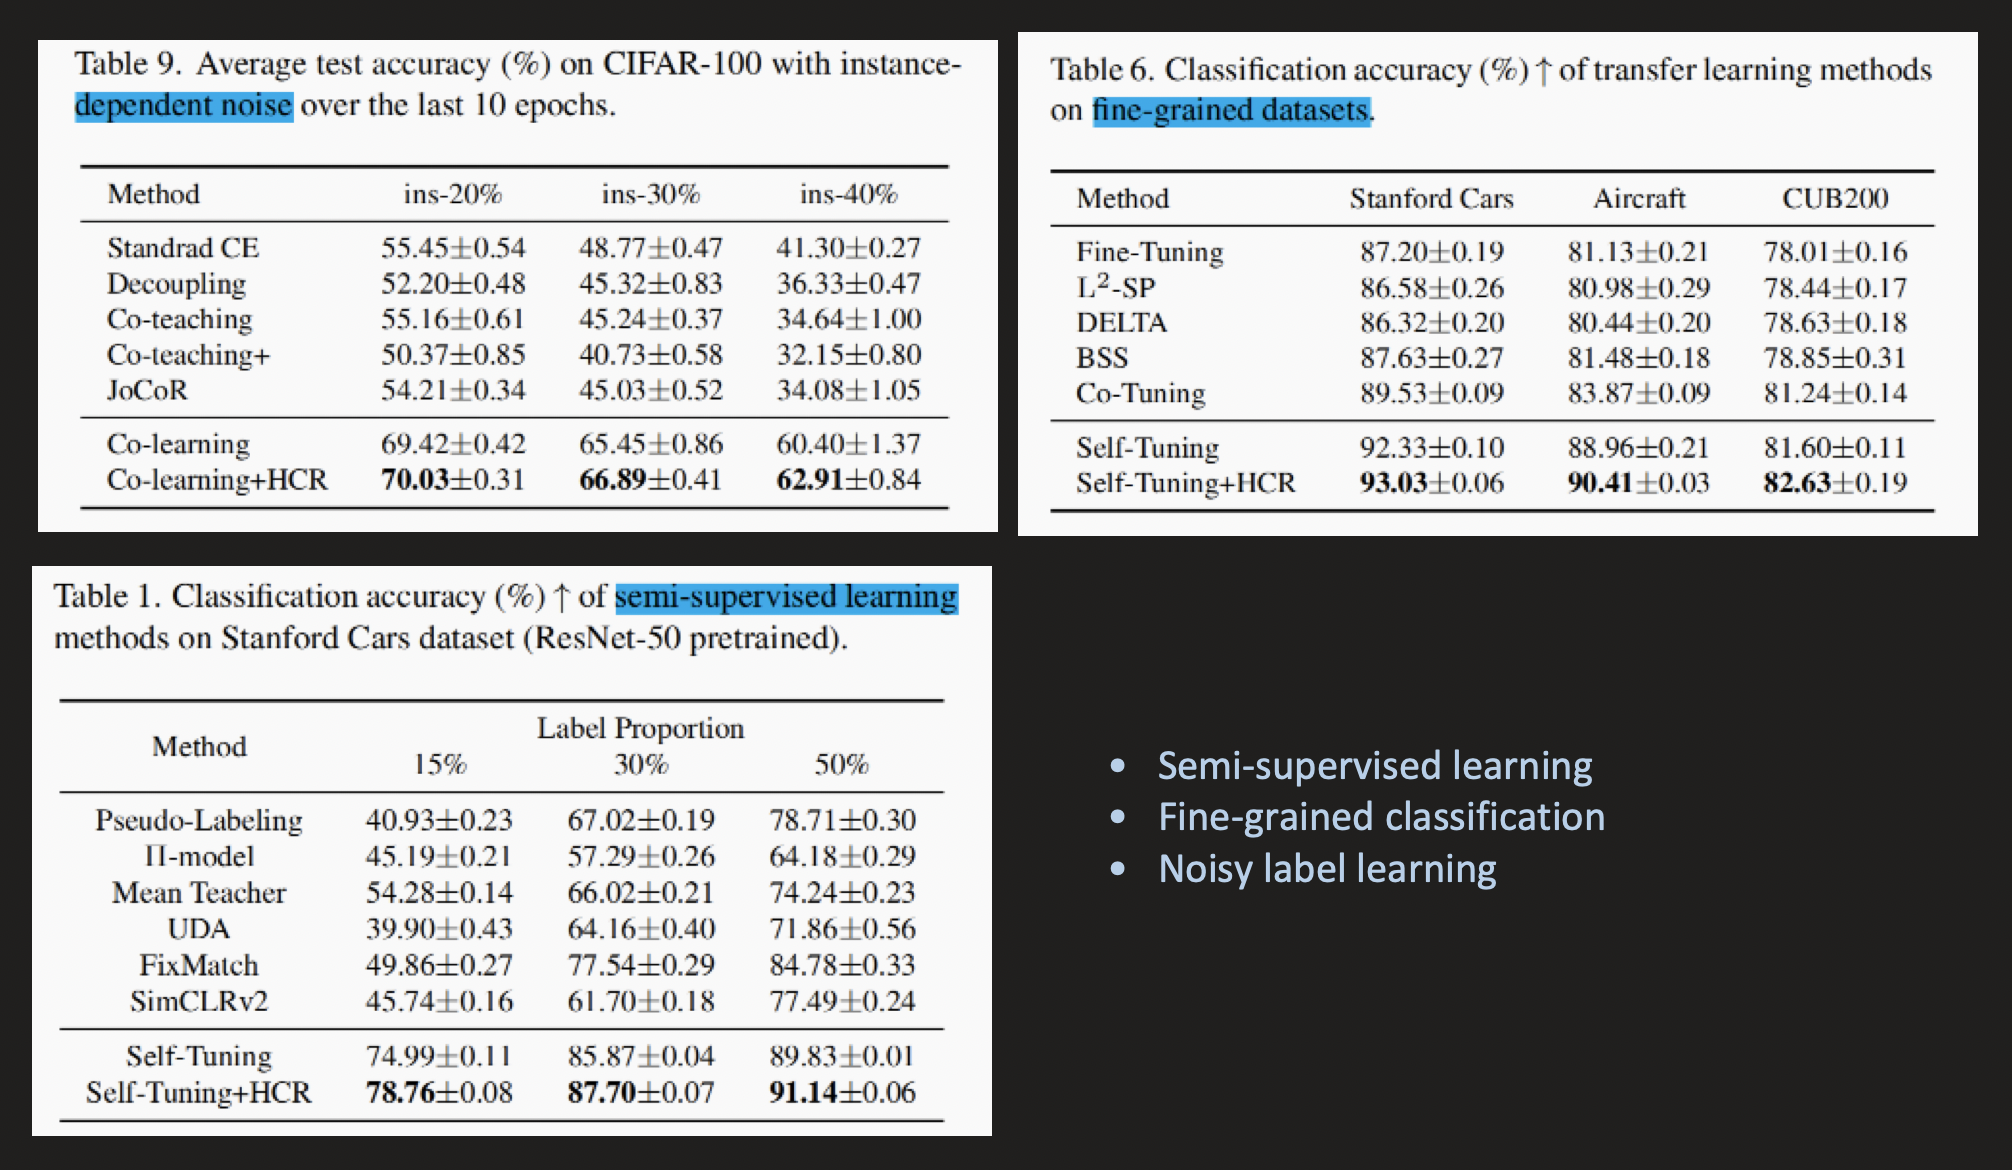 Table 9. Average test accuracy (%) on CIFAR-100 with instance-
dependent noise over the last 10 epochs.
Method ins-20% ins-30% ins-40%
Standrad CE 55.45±0.54 48.77±0.47 41.30±0.27
Decoupling 52.20±0.48 45.32±0.83 36.33±0.47
Co-teaching 55.16±0.61 45.24±0.37 34.64±1.00
Co-teaching+ 50.37±0.85 40.73±0.58 32.15±0.80
JoCoR 54.21±0.34 45.03±0.52 34.08±1.05
Co-learning 69.42±0.42 65.45±0.86 60.40±1.37
Co-learning+HCR 70.03±0.31 66.89±0.41 62.91±0.84
Table 6. Classification accuracy (%) ↑ of transfer learning methods
on fine-grained datasets.
Method Stanford Cars Aircraft CUB200
Fine-Tuning 87.20±0.19 81.13±0.21 78.01±0.16
L²-SP 86.58±0.26 80.98±0.29 78.44±0.17
DELTA 86.32±0.20 80.44±0.20 78.63±0.18
BSS 87.63±0.27 81.48±0.18 78.85±0.31
Co-Tuning 89.53±0.09 83.87±0.09 81.24±0.14
Self-Tuning 92.33±0.10 88.96±0.21 81.60±0.11
Self-Tuning+HCR 93.03±0.06 90.41±0.03 82.63±0.19
Table 1. Classification accuracy (%) ↑ of semi-supervised learning
methods on Stanford Cars dataset (ResNet-50 pretrained).
Method Label Proportion
15% 30% 50%
Pseudo-Labeling 40.93±0.23 67.02±0.19 78.71±0.30
Π-model 45.19±0.21 57.29±0.26 64.18±0.29
Mean Teacher 54.28±0.14 66.02±0.21 74.24±0.23
UDA 39.90±0.43 64.16±0.40 71.86±0.56
FixMatch 49.86±0.27 77.54±0.29 84.78±0.33
SimCLRv2 45.74±0.16 61.70±0.18 77.49±0.24
Self-Tuning 74.99±0.11 85.87±0.04 89.83±0.01
Self-Tuning+HCR 78.76±0.08 87.70±0.07 91.14±0.06
• Semi-supervised learning
• Fine-grained classification
• Noisy label learning